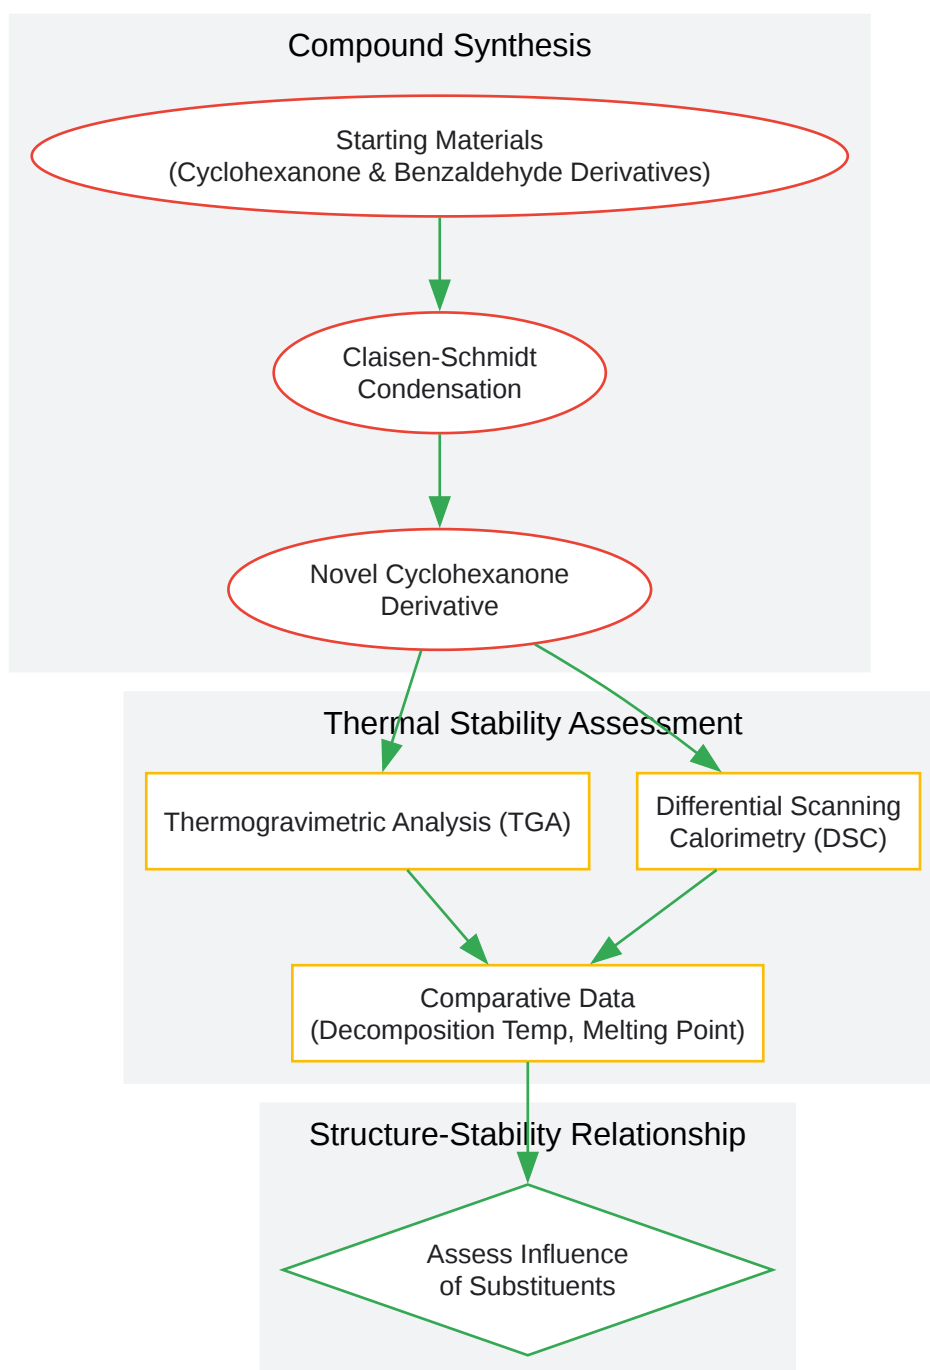 Compound Synthesis
Starting Materials
(Cyclohexanone & Benzaldehyde Derivatives)
Claisen-Schmidt
Condensation
Novel Cyclohexanone
Derivative
Thermal Stability Assessment
Thermogravimetric Analysis (TGA)
Differential Scanning
Calorimetry (DSC)
Comparative Data
(Decomposition Temp, Melting Point)
Structure-Stability Relationship
Assess Influence
of Substituents